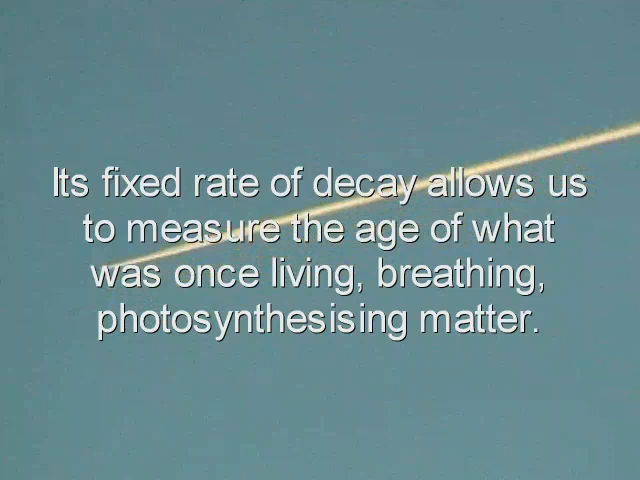 Its fixed rate of decay allows us
to measure the age of what
was once living, breathing,
photosynthesising matter.